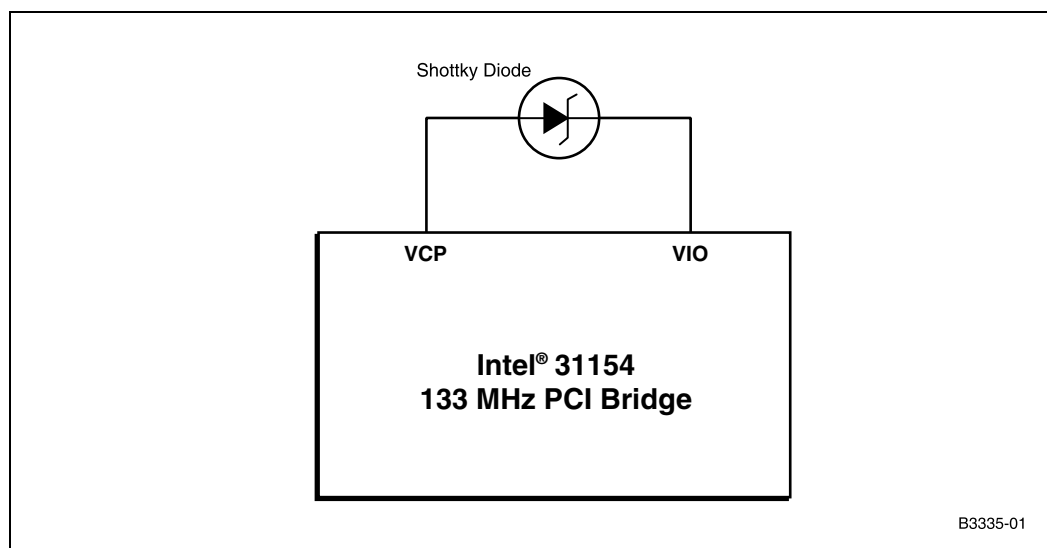 Shottky Diode
VCP VIO
Intel® 31154
133 MHz PCI Bridge
B3335-01